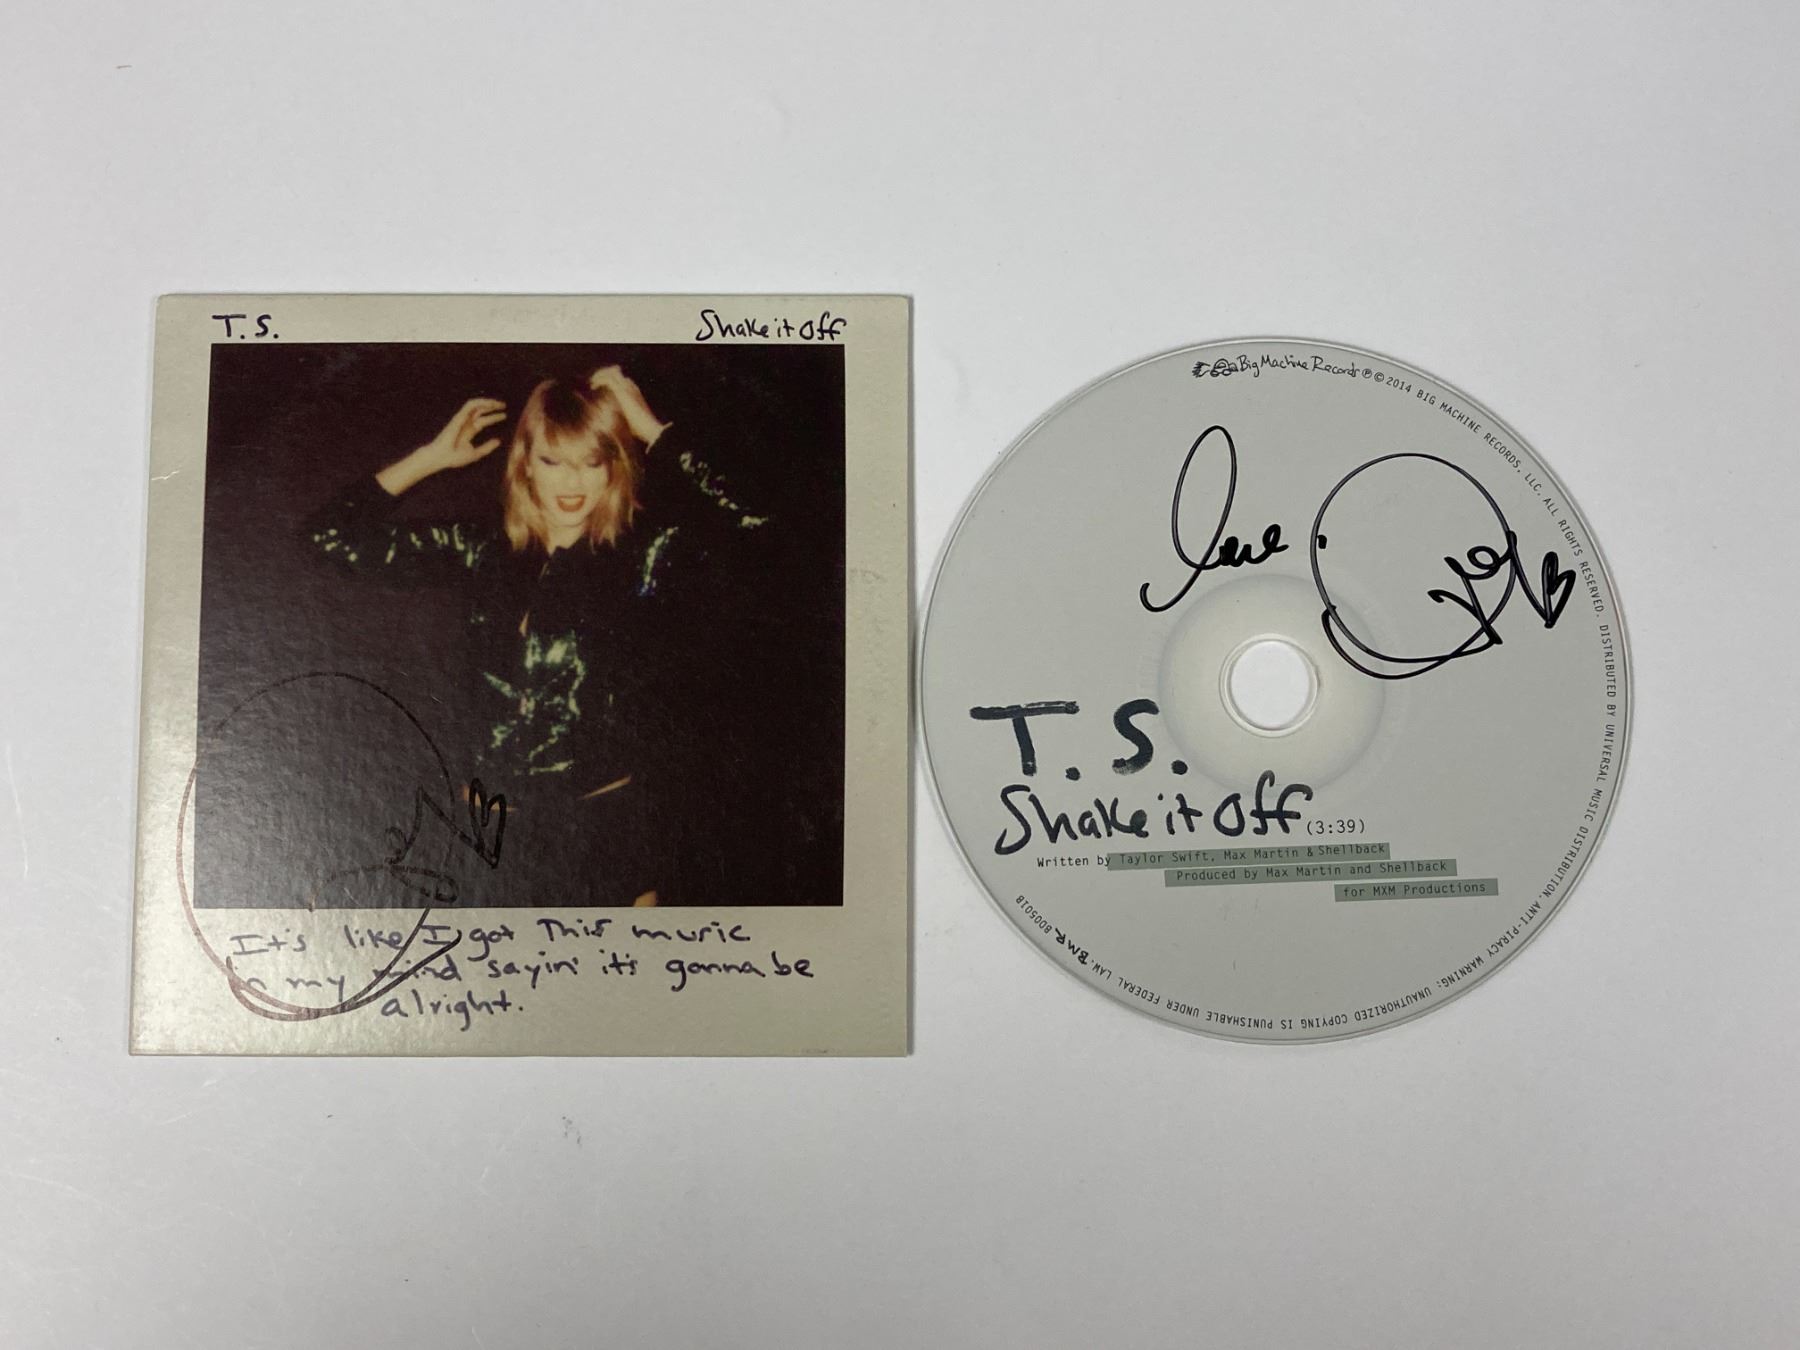 T. S.
Shake it Off
It's like I got This music
in my mind sayin' it's gonna be
alright.
Big Machine Records ℗ © 2014 BIG MACHINE RECORDS, LLC. ALL RIGHTS RESERVED. DISTRIBUTED BY UNIVERSAL MUSIC DISTRIBUTION. ANTI-PIRACY WARNING: UNAUTHORIZED COPYING IS PUNISHABLE UNDER FEDERAL LAW. BMR BD0501B
Love
T. S.
Shake it Off (3:39)
Written by Taylor Swift, Max Martin & Shellback
Produced by Max Martin and Shellback
for MXM Productions